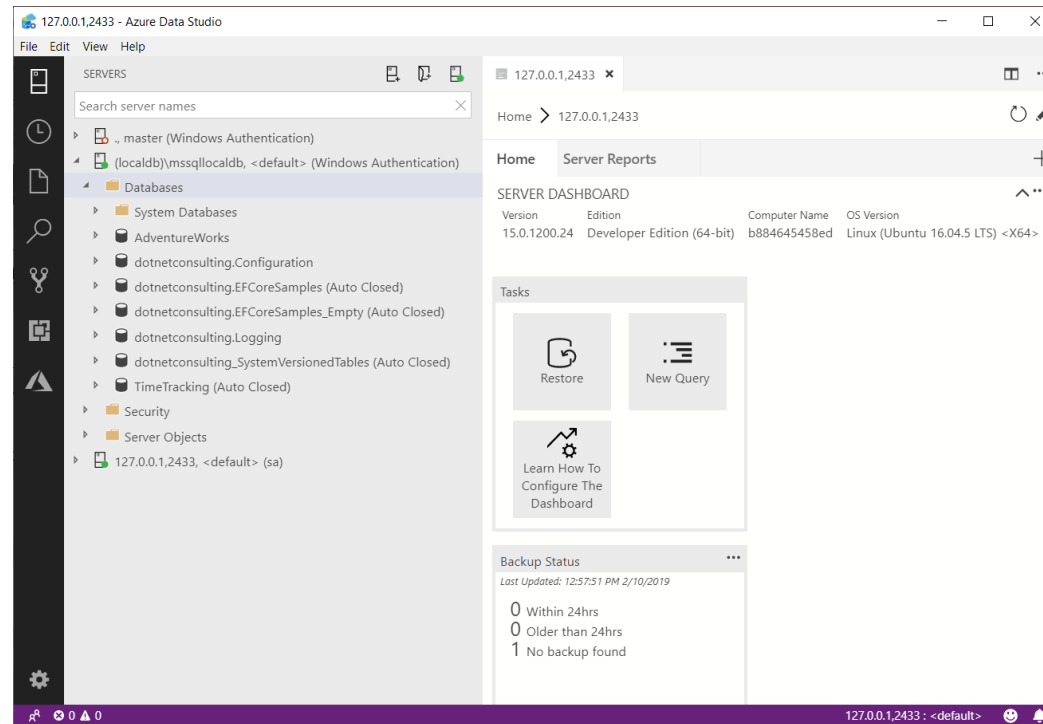 127.0.0.1,2433 - Azure Data Studio
File Edit View Help
SERVERS
Search server names
., master (Windows Authentication)
(localdb)\mssqllocaldb, <default> (Windows Authentication)
Databases
System Databases
AdventureWorks
dotnetconsulting.Configuration
dotnetconsulting.EFCoreSamples (Auto Closed)
dotnetconsulting.EFCoreSamples_Empty (Auto Closed)
dotnetconsulting.Logging
dotnetconsulting_SystemVersionedTables (Auto Closed)
TimeTracking (Auto Closed)
Security
Server Objects
127.0.0.1,2433, <default> (sa)
127.0.0.1,2433
Home 127.0.0.1,2433
Home Server Reports
SERVER DASHBOARD
Version Edition Computer Name OS Version
15.0.1200.24 Developer Edition (64-bit) b884645458ed Linux (Ubuntu 16.04.5 LTS) <X64>
Tasks
Restore
New Query
Learn How To
Configure The
Dashboard
Backup Status
Last Updated: 12:57:51 PM 2/10/2019
0 Within 24hrs
0 Older than 24hrs
1 No backup found
0 0
127.0.0.1,2433 : <default>